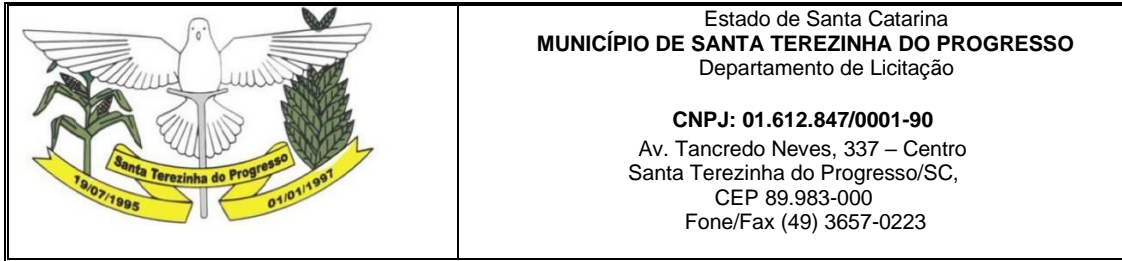 Santa Terezinha do Progresso
19/07/1995
01/01/1997
Estado de Santa Catarina
MUNICÍPIO DE SANTA TEREZINHA DO PROGRESSO
Departamento de Licitação
CNPJ: 01.612.847/0001-90
Av. Tancredo Neves, 337 – Centro
Santa Terezinha do Progresso/SC,
CEP 89.983-000
Fone/Fax (49) 3657-0223